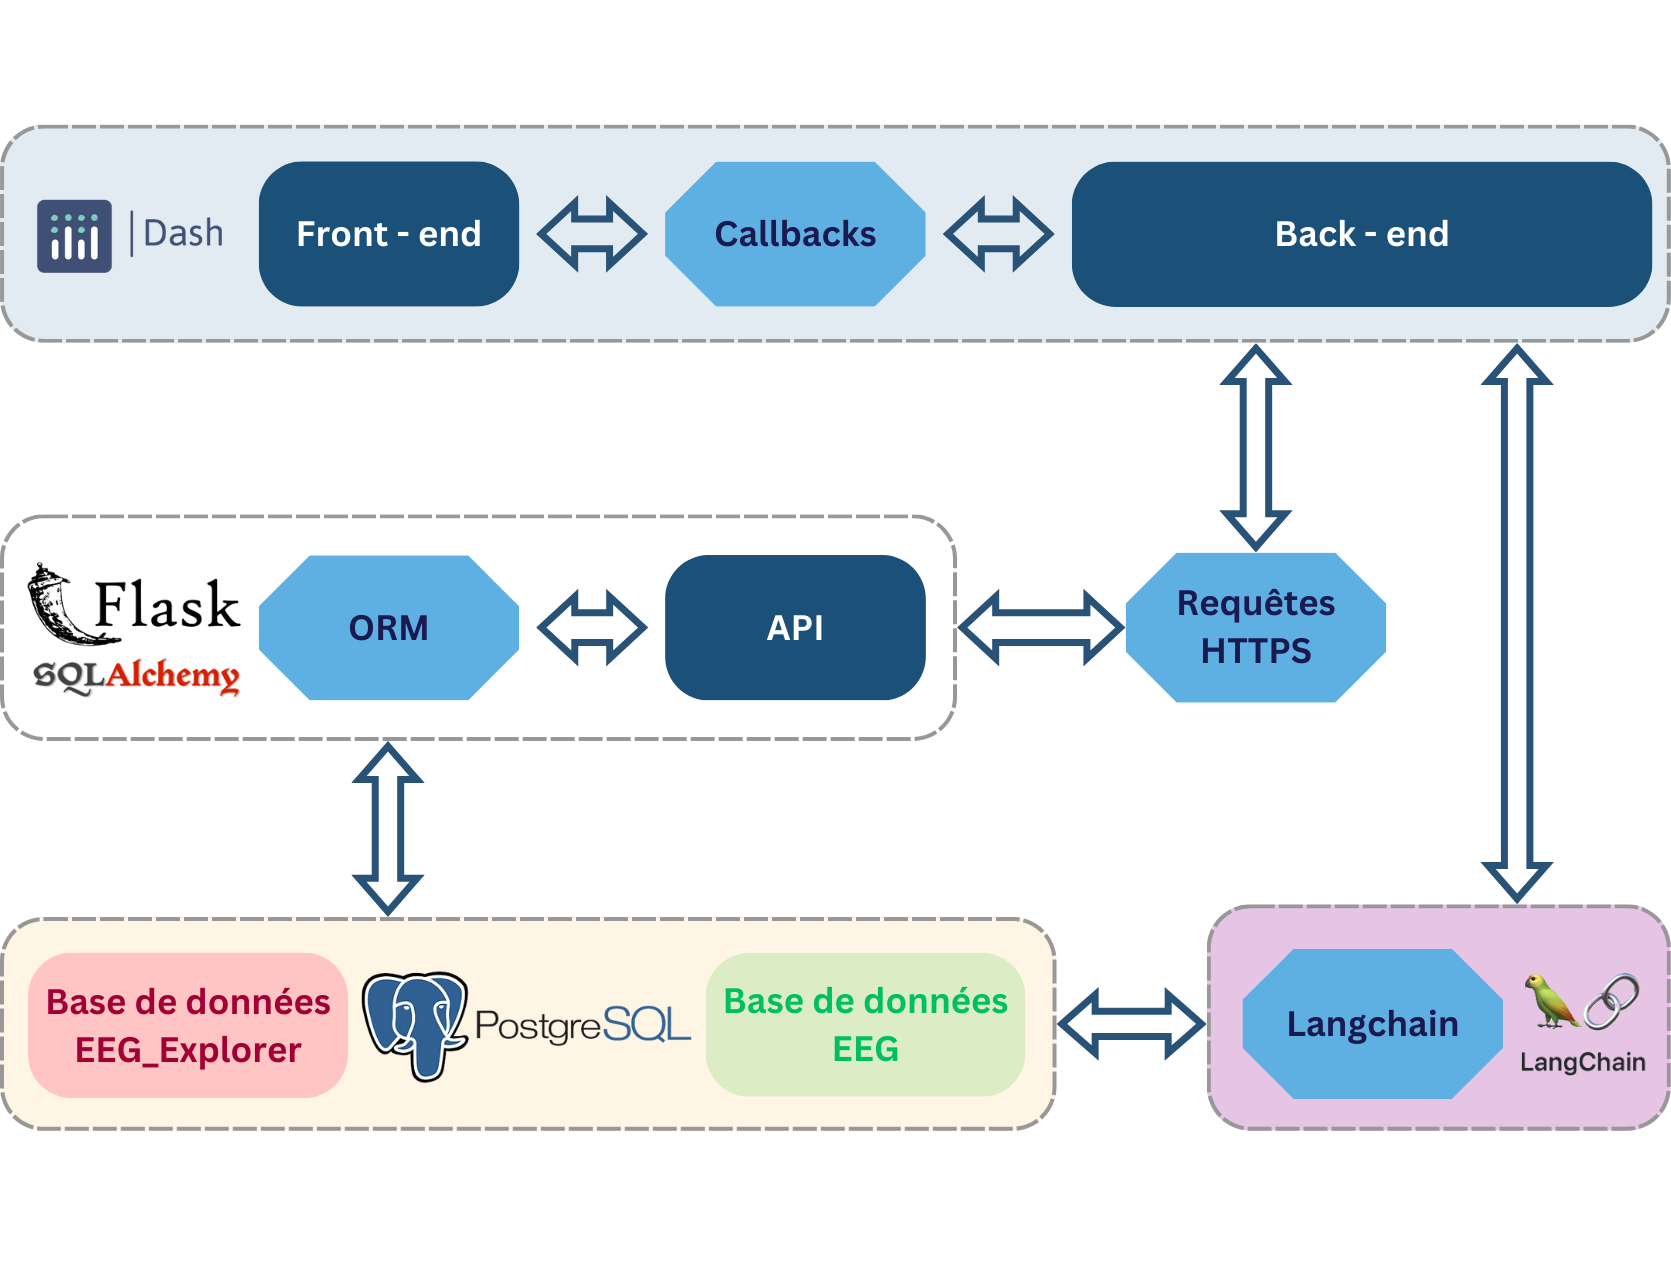 Dash
Front - end
Callbacks
Back - end
Flask
SQLAlchemy
ORM
API
Requêtes
HTTPS
Base de données
EEG_Explorer
PostgreSQL
Base de données
EEG
Langchain
LangChain